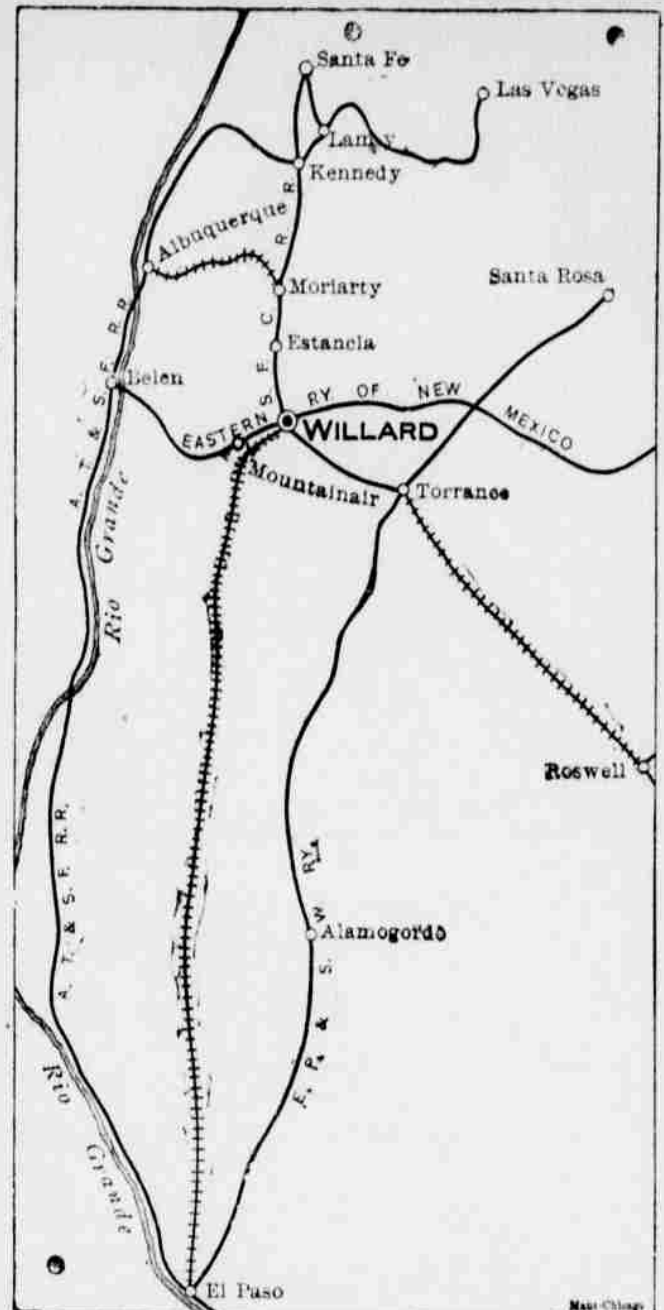 Santa Fe
Las Vegas
Lamy
Kennedy
Albuquerque
R R
Moriarty
Santa Rosa
Estancia
S F C
A. T. & S. F. R R
Belen
EASTERN RY OF NEW MEXICO
WILLARD
Mountainair
Torrance
Rio Grande
Roswell
A. T. & S. F. R. R.
Alamogordo
E. P. & S. W RY.
Rio Grande
El Paso